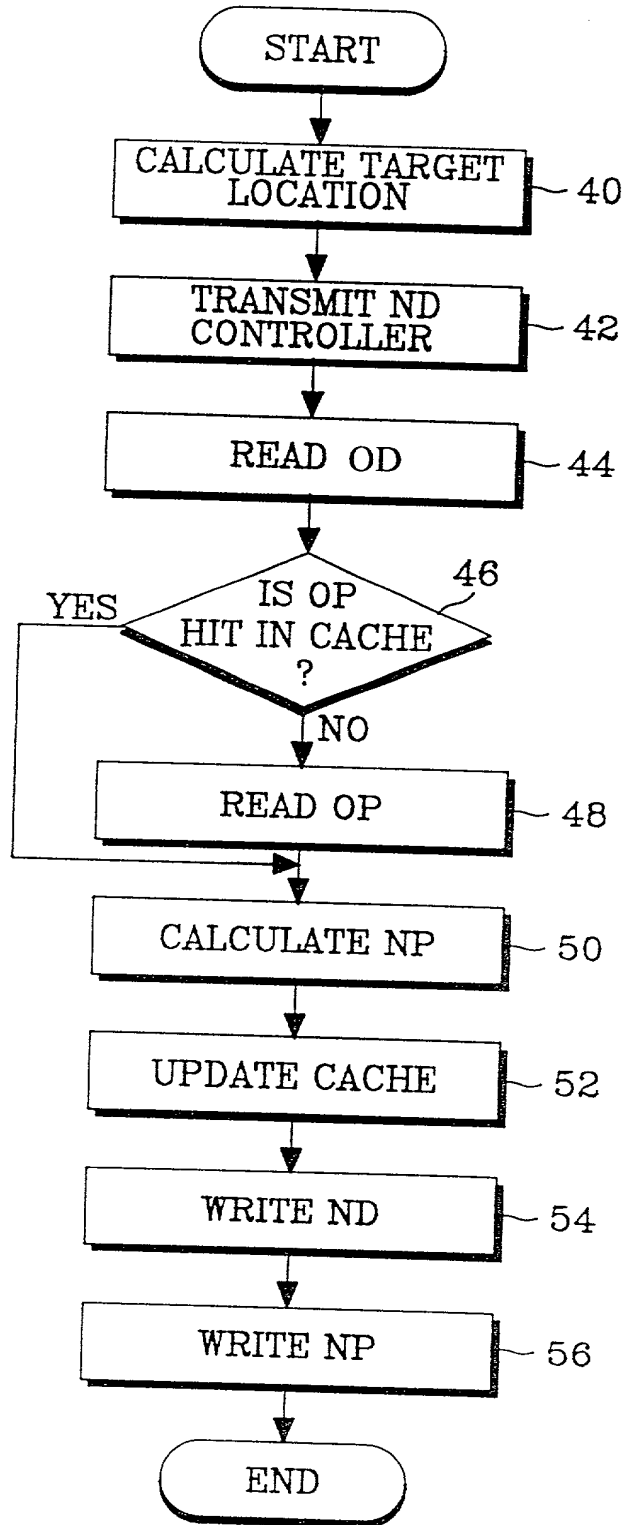 START
CALCULATE TARGET
LOCATION
40
TRANSMIT ND
CONTROLLER
42
READ OD
44
46
YES
IS OP
HIT IN CACHE
?
NO
READ OP
48
CALCULATE NP
50
UPDATE CACHE
52
WRITE ND
54
WRITE NP
56
END